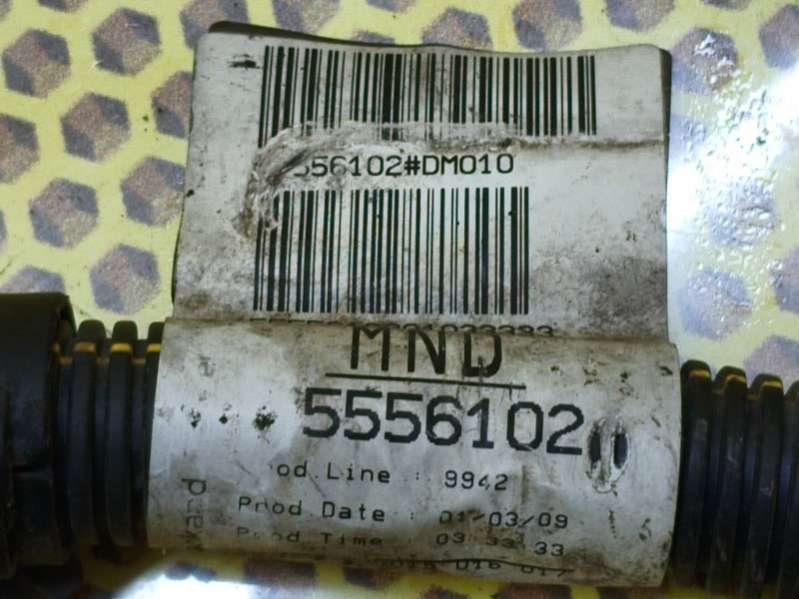 556102#DM010
MND
5556102
od.Line : 9942
Prod.Date : 01/03/09
Prod Time : 03 33 33